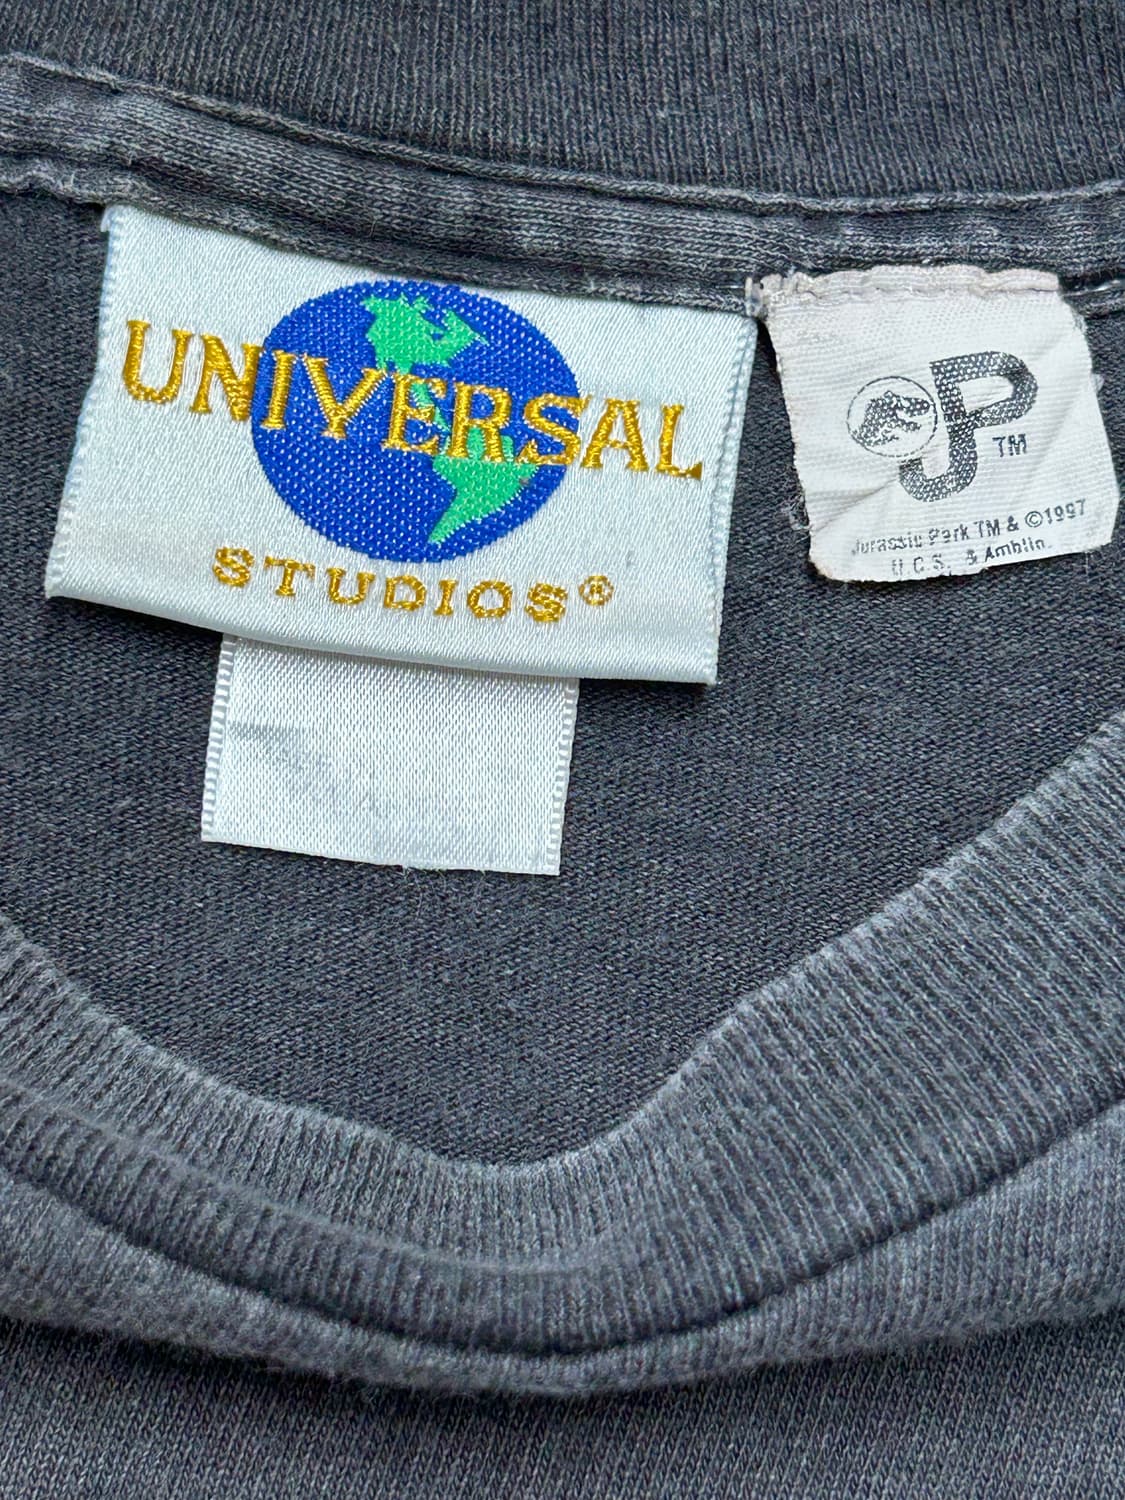 UNIVERSAL
STUDIOS®
JP
TM
Jurassic Park TM & ©1997
U.C.S. & Amblin.